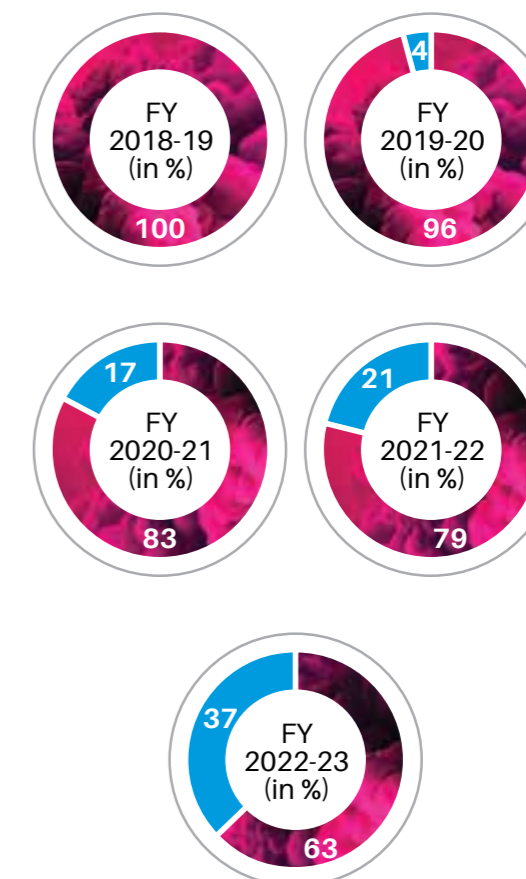 FY
2018-19
(in %)
100
4
FY
2019-20
(in %)
96
17
FY
2020-21
(in %)
83
21
FY
2021-22
(in %)
79
37
FY
2022-23
(in %)
63